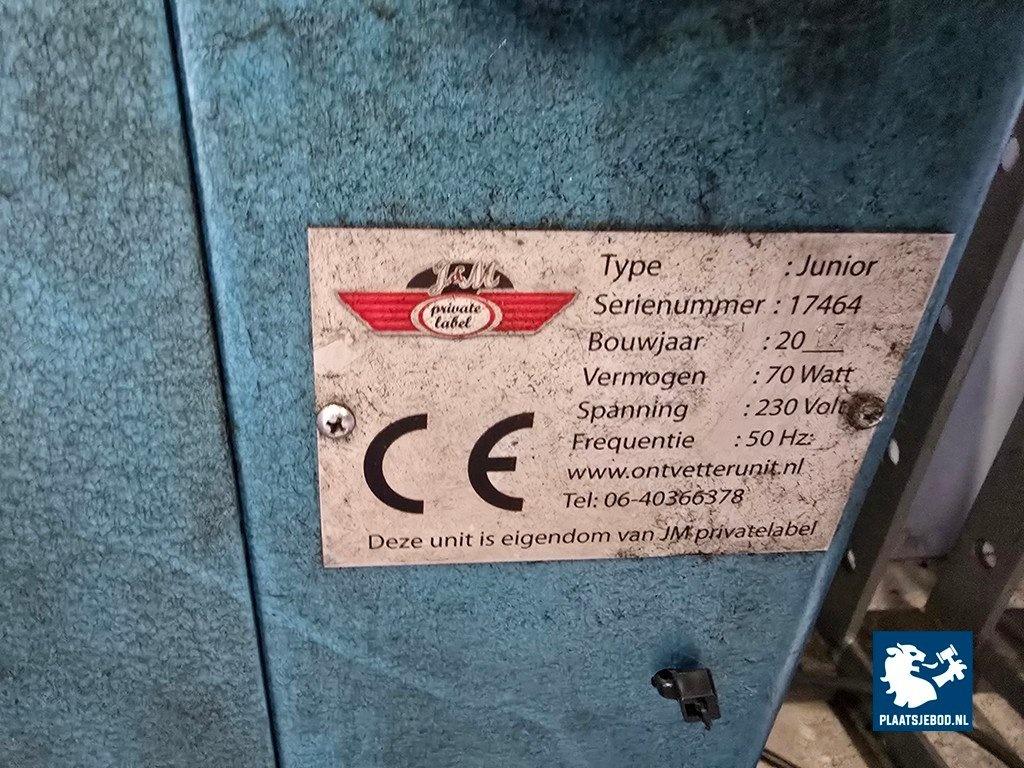 J&M
private
label
Type : Junior
Serienummer : 17464
Bouwjaar : 20___
Vermogen : 70 Watt
Spanning : 230 Volt
Frequentie : 50 Hz
www.ontvetterunit.nl
Tel: 06-40366378
Deze unit is eigendom van JM privatelabel
CE
PLAATSJEBOD.NL